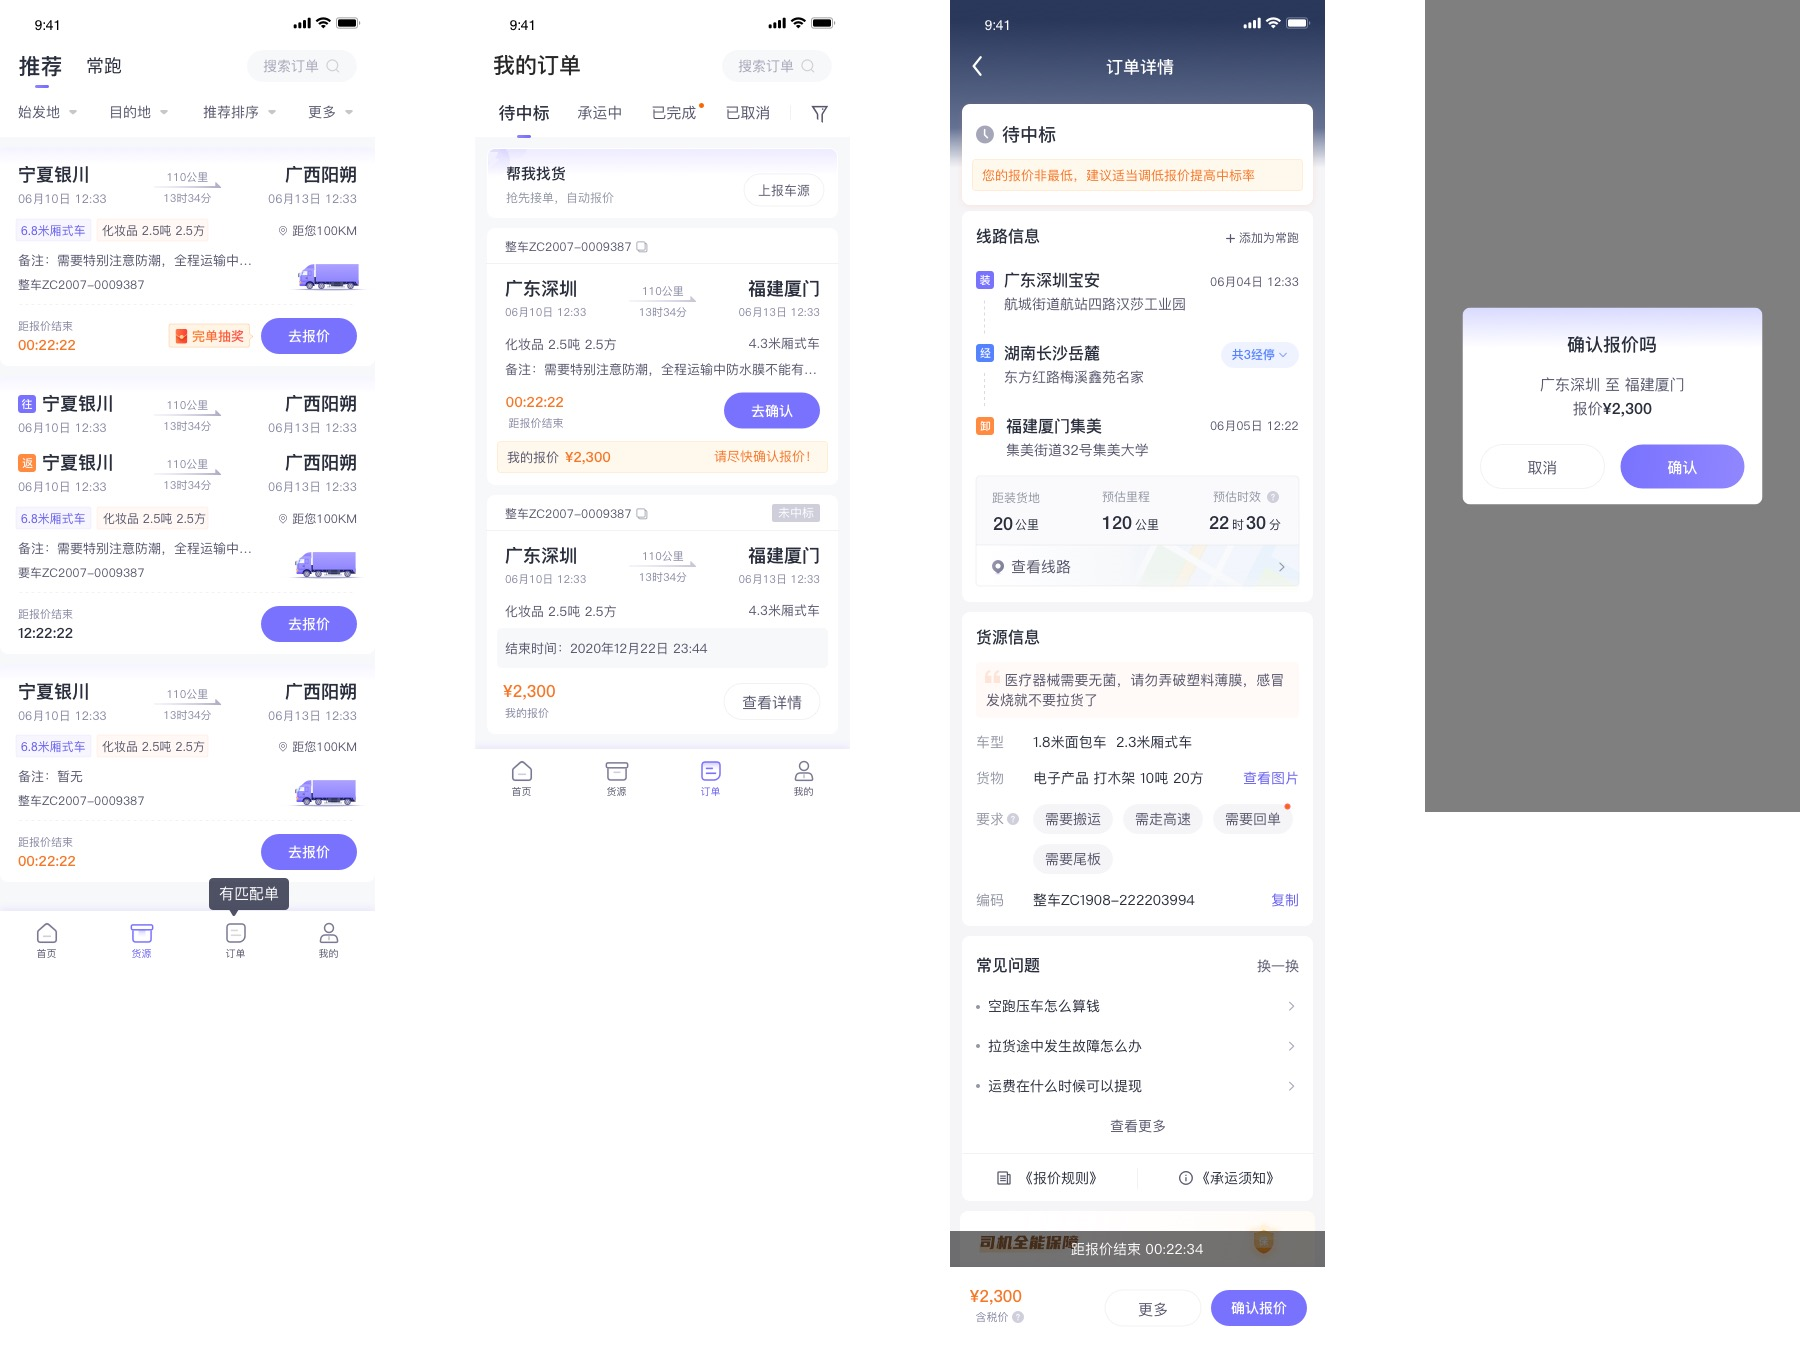 9:41
推荐 常跑 搜索订单
始发地 目的地 推荐排序 更多
宁夏银川 110公里 广西阳朔
06月10日 12:33 13时34分 06月13日 12:33
6.8米厢式车 化妆品 2.5吨 2.5方 距您100KM
备注：需要特别注意防潮，全程运输中...
整车ZC2007-0009387
距报价结束
00:22:22 完单抽奖 去报价
往 宁夏银川 110公里 广西阳朔
06月10日 12:33 13时34分 06月13日 12:33
返 宁夏银川 110公里 广西阳朔
06月10日 12:33 13时34分 06月13日 12:33
6.8米厢式车 化妆品 2.5吨 2.5方 距您100KM
备注：需要特别注意防潮，全程运输中...
要车ZC2007-0009387
距报价结束
12:22:22 去报价
宁夏银川 110公里 广西阳朔
06月10日 12:33 13时34分 06月13日 12:33
6.8米厢式车 化妆品 2.5吨 2.5方 距您100KM
备注：暂无
整车ZC2007-0009387
距报价结束
00:22:22 去报价
有匹配单
首页 货源 订单 我的
9:41
我的订单 搜索订单
待中标 承运中 已完成 已取消
帮我找货
抢先接单，自动报价 上报车源
整车ZC2007-0009387
广东深圳 110公里 福建厦门
06月10日 12:33 13时34分 06月13日 12:33
化妆品 2.5吨 2.5方 4.3米厢式车
备注：需要特别注意防潮，全程运输中防水膜不能有...
00:22:22
距报价结束 去确认
我的报价 ¥2,300 请尽快确认报价！
整车ZC2007-0009387 未中标
广东深圳 110公里 福建厦门
06月10日 12:33 13时34分 06月13日 12:33
化妆品 2.5吨 2.5方 4.3米厢式车
结束时间：2020年12月22日 23:44
¥2,300
我的报价 查看详情
首页 货源 订单 我的
9:41
订单详情
待中标
您的报价非最低，建议适当调低报价提高中标率
线路信息 + 添加为常跑
装 广东深圳宝安 06月04日 12:33
航城街道航站四路汉莎工业园
经 湖南长沙岳麓 共3经停
东方红路梅溪鑫苑名家
卸 福建厦门集美 06月05日 12:22
集美街道32号集美大学
距装货地 预估里程 预估时效 ?
20公里 120公里 22时30分
查看线路
货源信息
医疗器械需要无菌，请勿弄破塑料薄膜，感冒
发烧就不要拉货了
车型 1.8米面包车 2.3米厢式车
货物 电子产品 打木架 10吨 20方 查看图片
要求 ? 需要搬运 需走高速 需要回单
需要尾板
编码 整车ZC1908-222203994 复制
常见问题 换一换
空跑压车怎么算钱
拉货途中发生故障怎么办
运费在什么时候可以提现
查看更多
《报价规则》 《承运须知》
司机全能保障
距报价结束 00:22:34
¥2,300
含税价 ? 更多 确认报价
确认报价吗
广东深圳 至 福建厦门
报价¥2,300
取消 确认